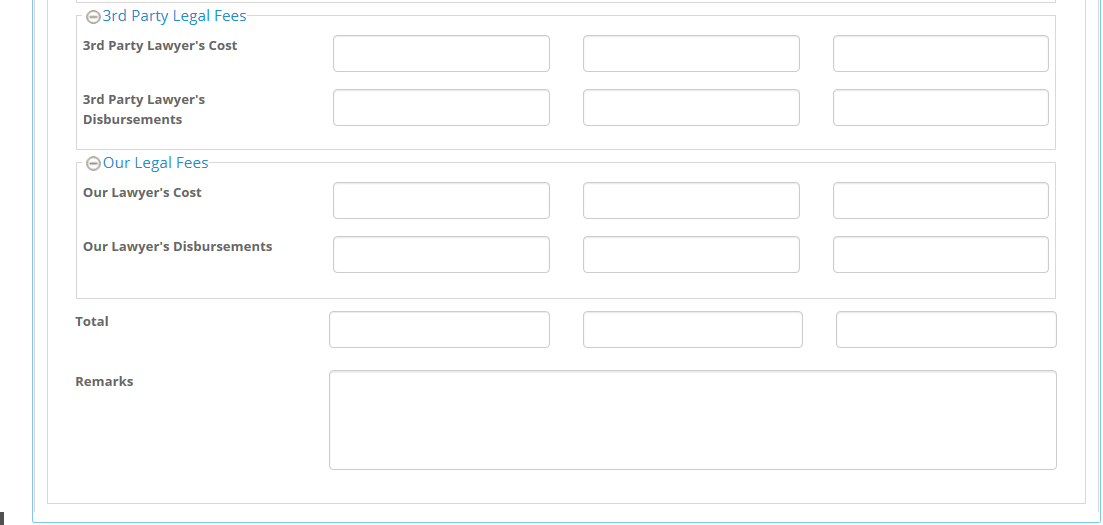 3rd Party Legal Fees
3rd Party Lawyer's Cost
3rd Party Lawyer's
Disbursements
Our Legal Fees
Our Lawyer's Cost
Our Lawyer's Disbursements
Total
Remarks